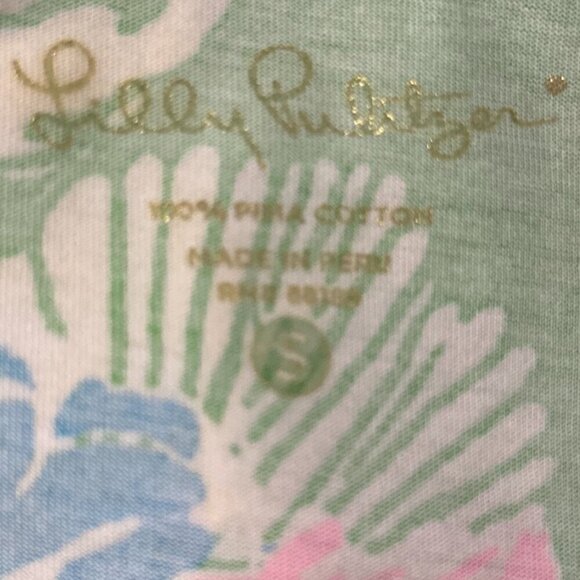 Lilly Pulitzer®
100% PIMA COTTON
MADE IN PERU
S